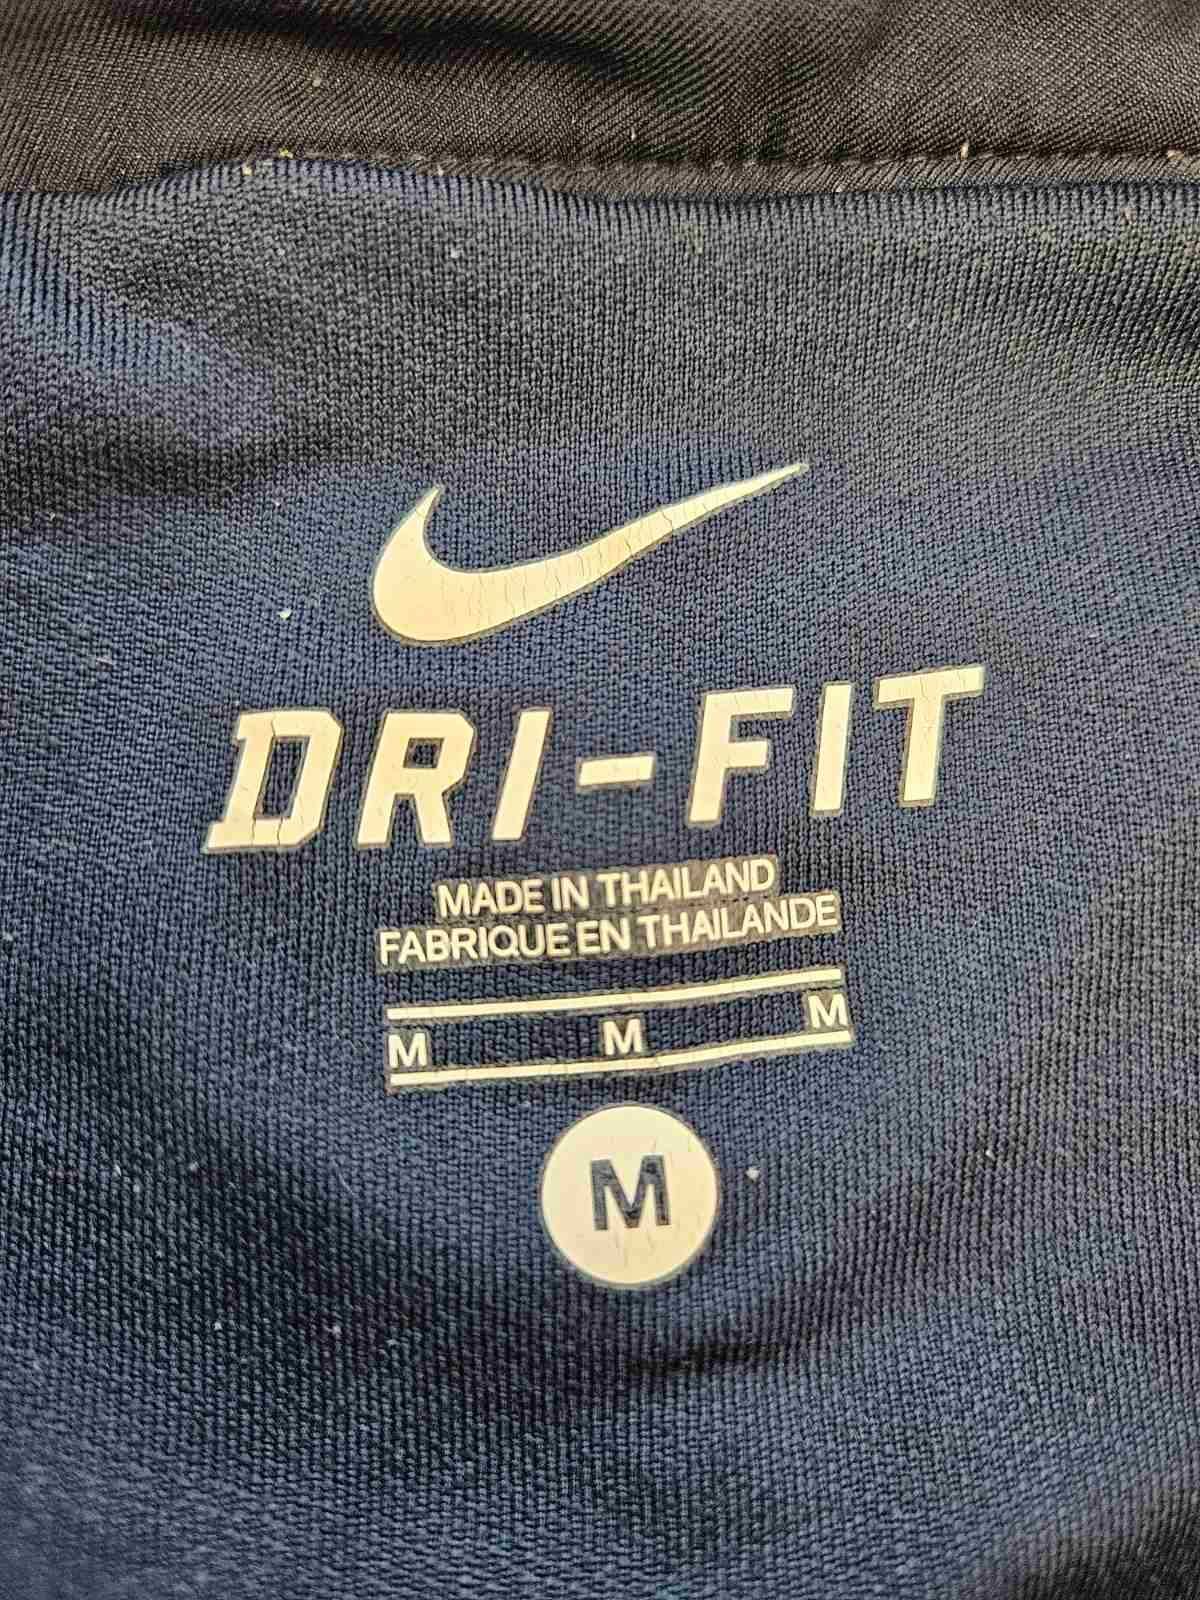 DRI-FIT
MADE IN THAILAND
FABRIQUE EN THAILANDE
M M M
M